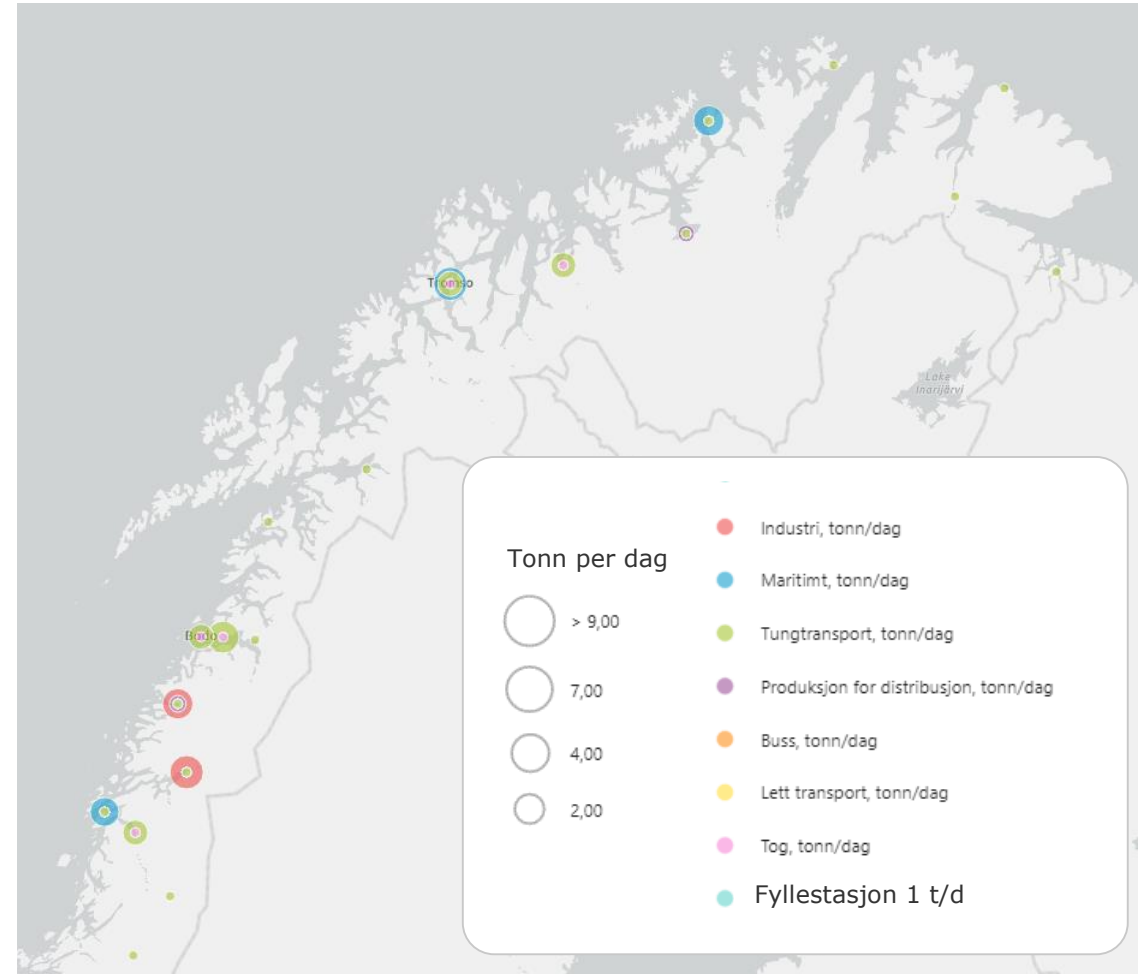 Tromso
Lake
Inarijärvi
Bodo
Tonn per dag
> 9,00
7,00
4,00
2,00
Industri, tonn/dag
Maritimt, tonn/dag
Tungtransport, tonn/dag
Produksjon for distribusjon, tonn/dag
Buss, tonn/dag
Lett transport, tonn/dag
Tog, tonn/dag
Fyllestasjon 1 t/d